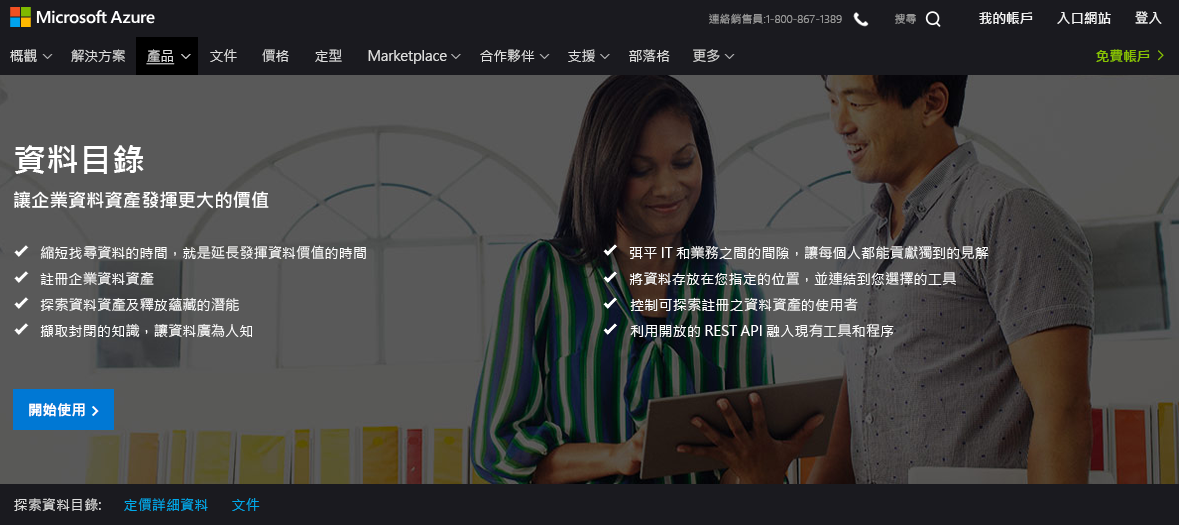 Microsoft Azure
連絡銷售員:1-800-867-1389 搜尋 我的帳戶 入口網站 登入
概觀 解決方案 產品 文件 價格 定型 Marketplace 合作夥伴 支援 部落格 更多 免費帳戶
資料目錄
讓企業資料資產發揮更大的價值
縮短找尋資料的時間，就是延長發揮資料價值的時間
註冊企業資料資產
探索資料資產及釋放蘊藏的潛能
擷取封閉的知識，讓資料廣為人知
弭平 IT 和業務之間的間隙，讓每個人都能貢獻獨到的見解
將資料存放在您指定的位置，並連結到您選擇的工具
控制可探索註冊之資料資產的使用者
利用開放的 REST API 融入現有工具和程序
開始使用
探索資料目錄: 定價詳細資料 文件